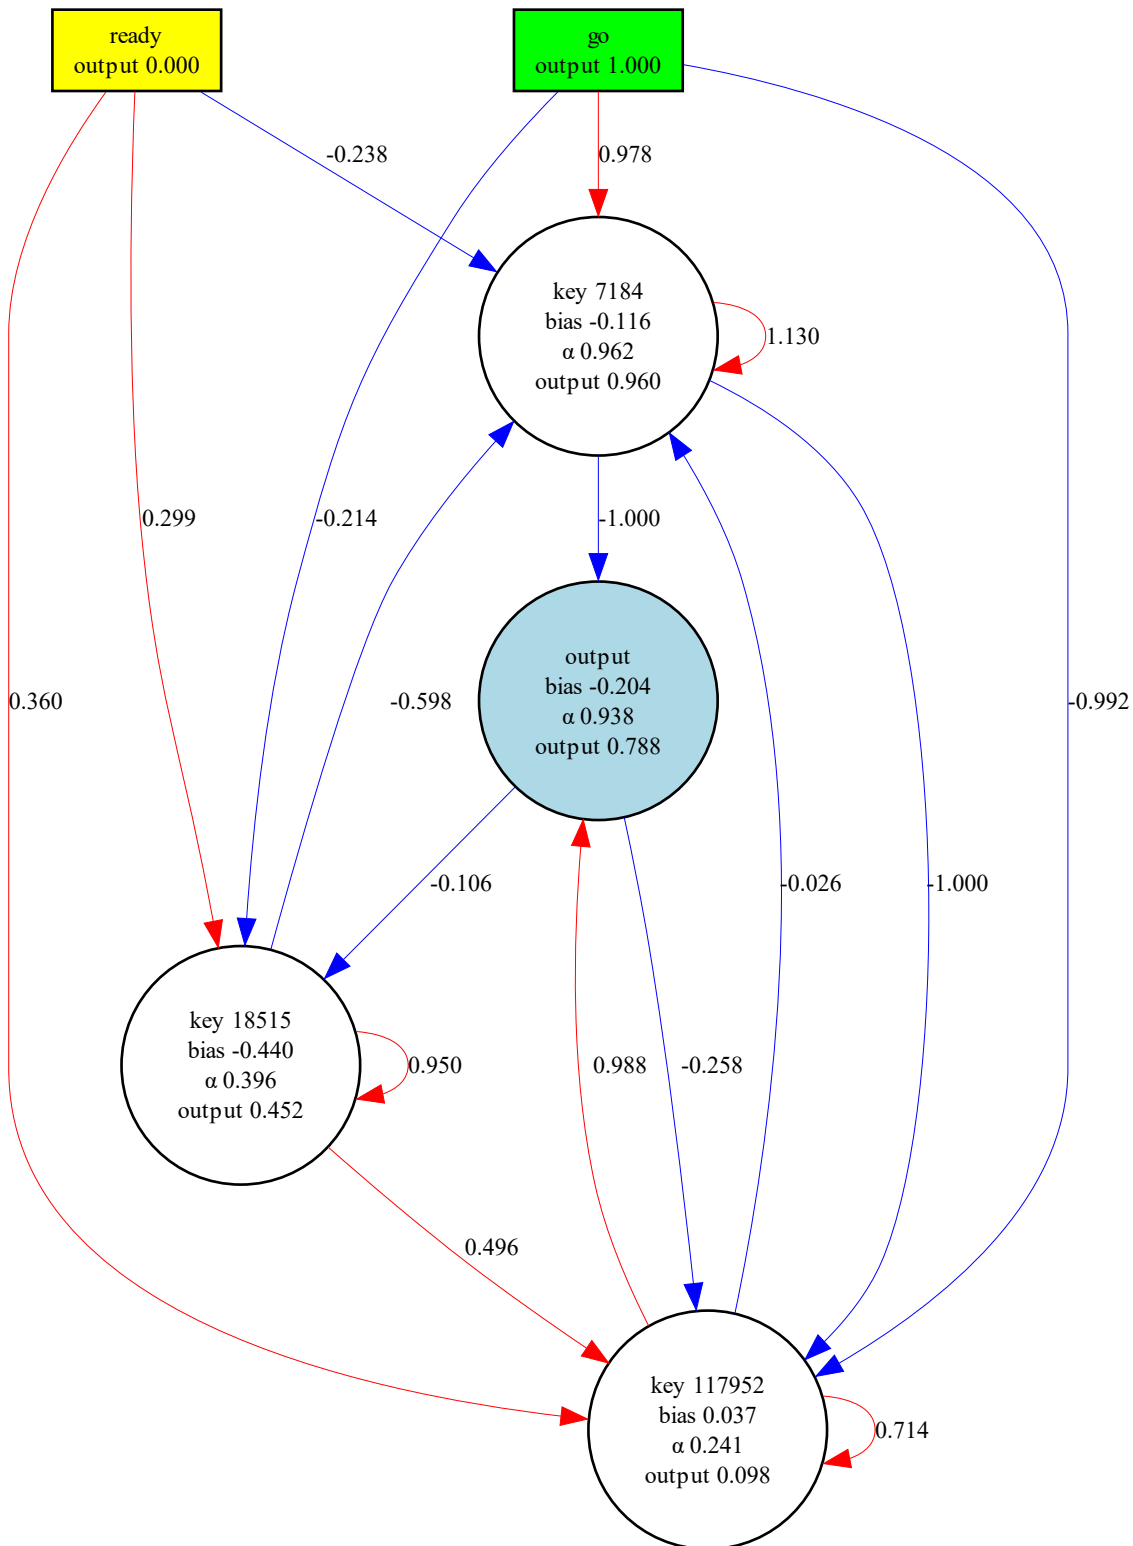 ready
output 0.000
go
output 1.000
-0.238
0.978
key 7184
bias -0.116
α 0.962
output 0.960
1.130
0.299
-0.214
-1.000
output
bias -0.204
α 0.938
output 0.788
0.360
-0.598
-0.992
-0.106
-0.026
-1.000
key 18515
bias -0.440
α 0.396
output 0.452
0.950
0.988
-0.258
0.496
key 117952
bias 0.037
α 0.241
output 0.098
0.714